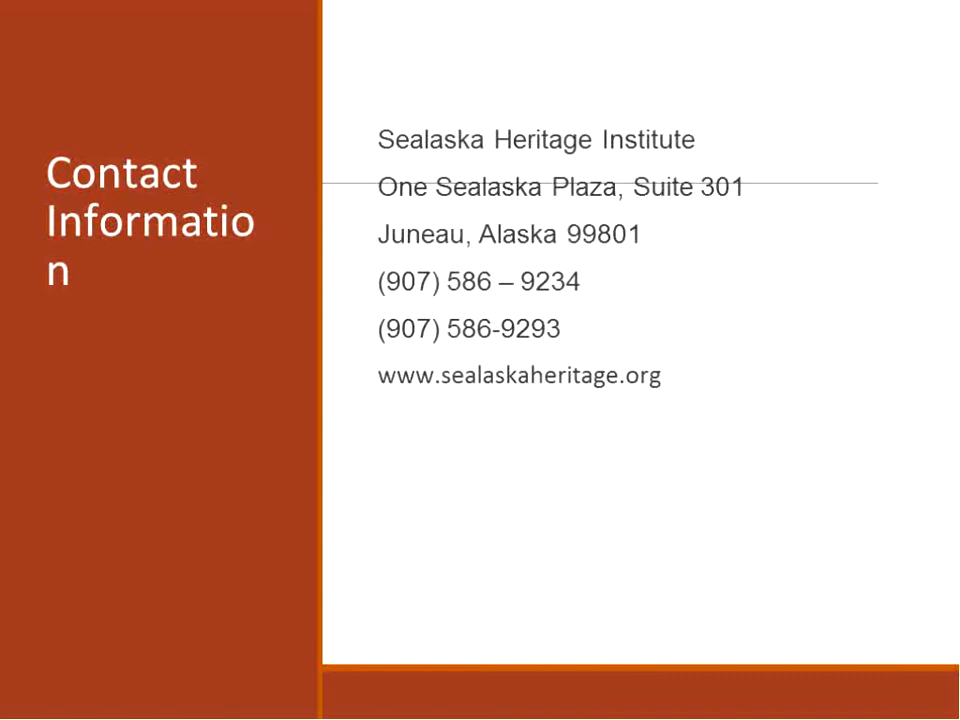 Contact
Informatio
n
Sealaska Heritage Institute
One Sealaska Plaza, Suite 301
Juneau, Alaska 99801
(907) 586 – 9234
(907) 586-9293
www.sealaskaheritage.org